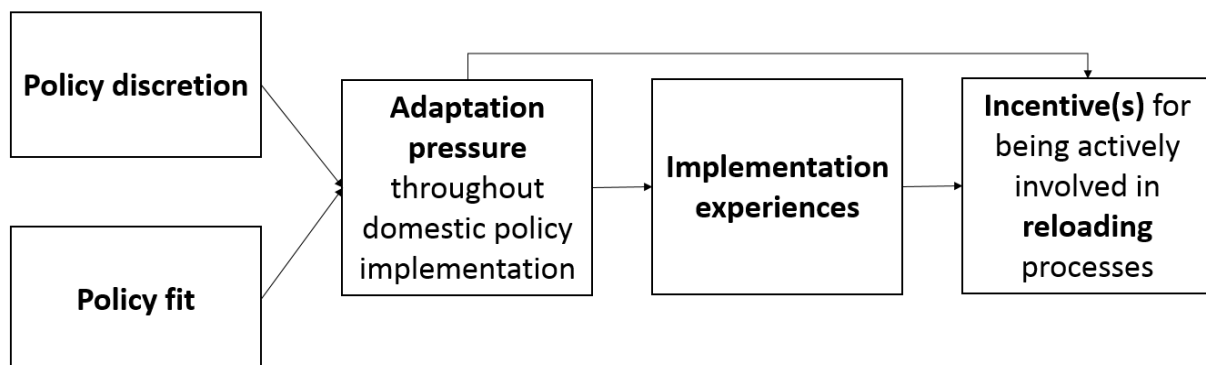 Policy discretion
Policy fit
Adaptation
pressure
throughout
domestic policy
implementation
Implementation
experiences
Incentive(s) for
being actively
involved in
reloading
processes